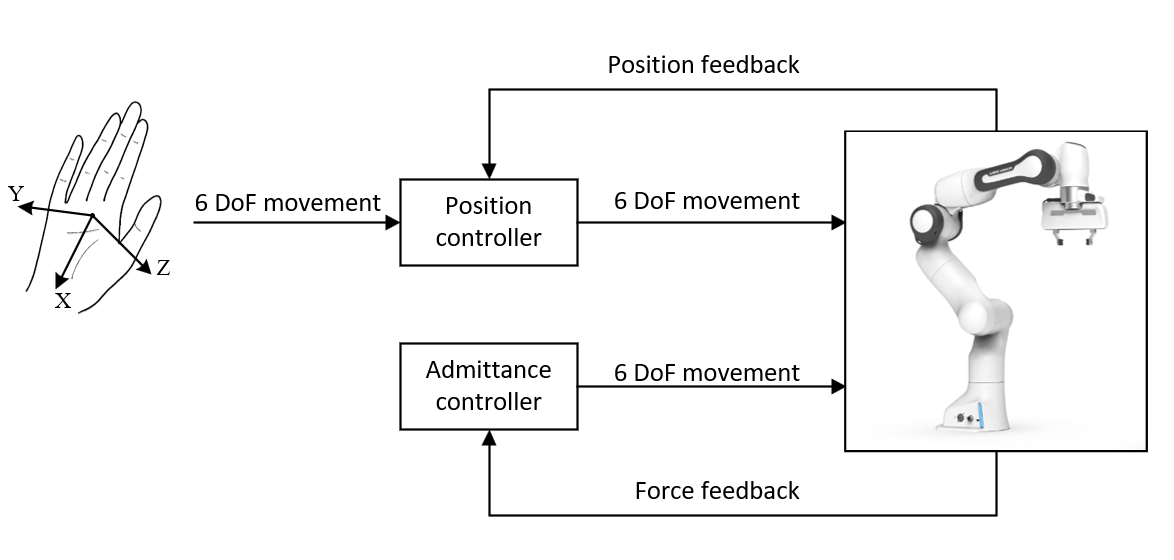 Position feedback
Y
X
Z
6 DoF movement
Position
controller
6 DoF movement
Admittance
controller
6 DoF movement
Force feedback